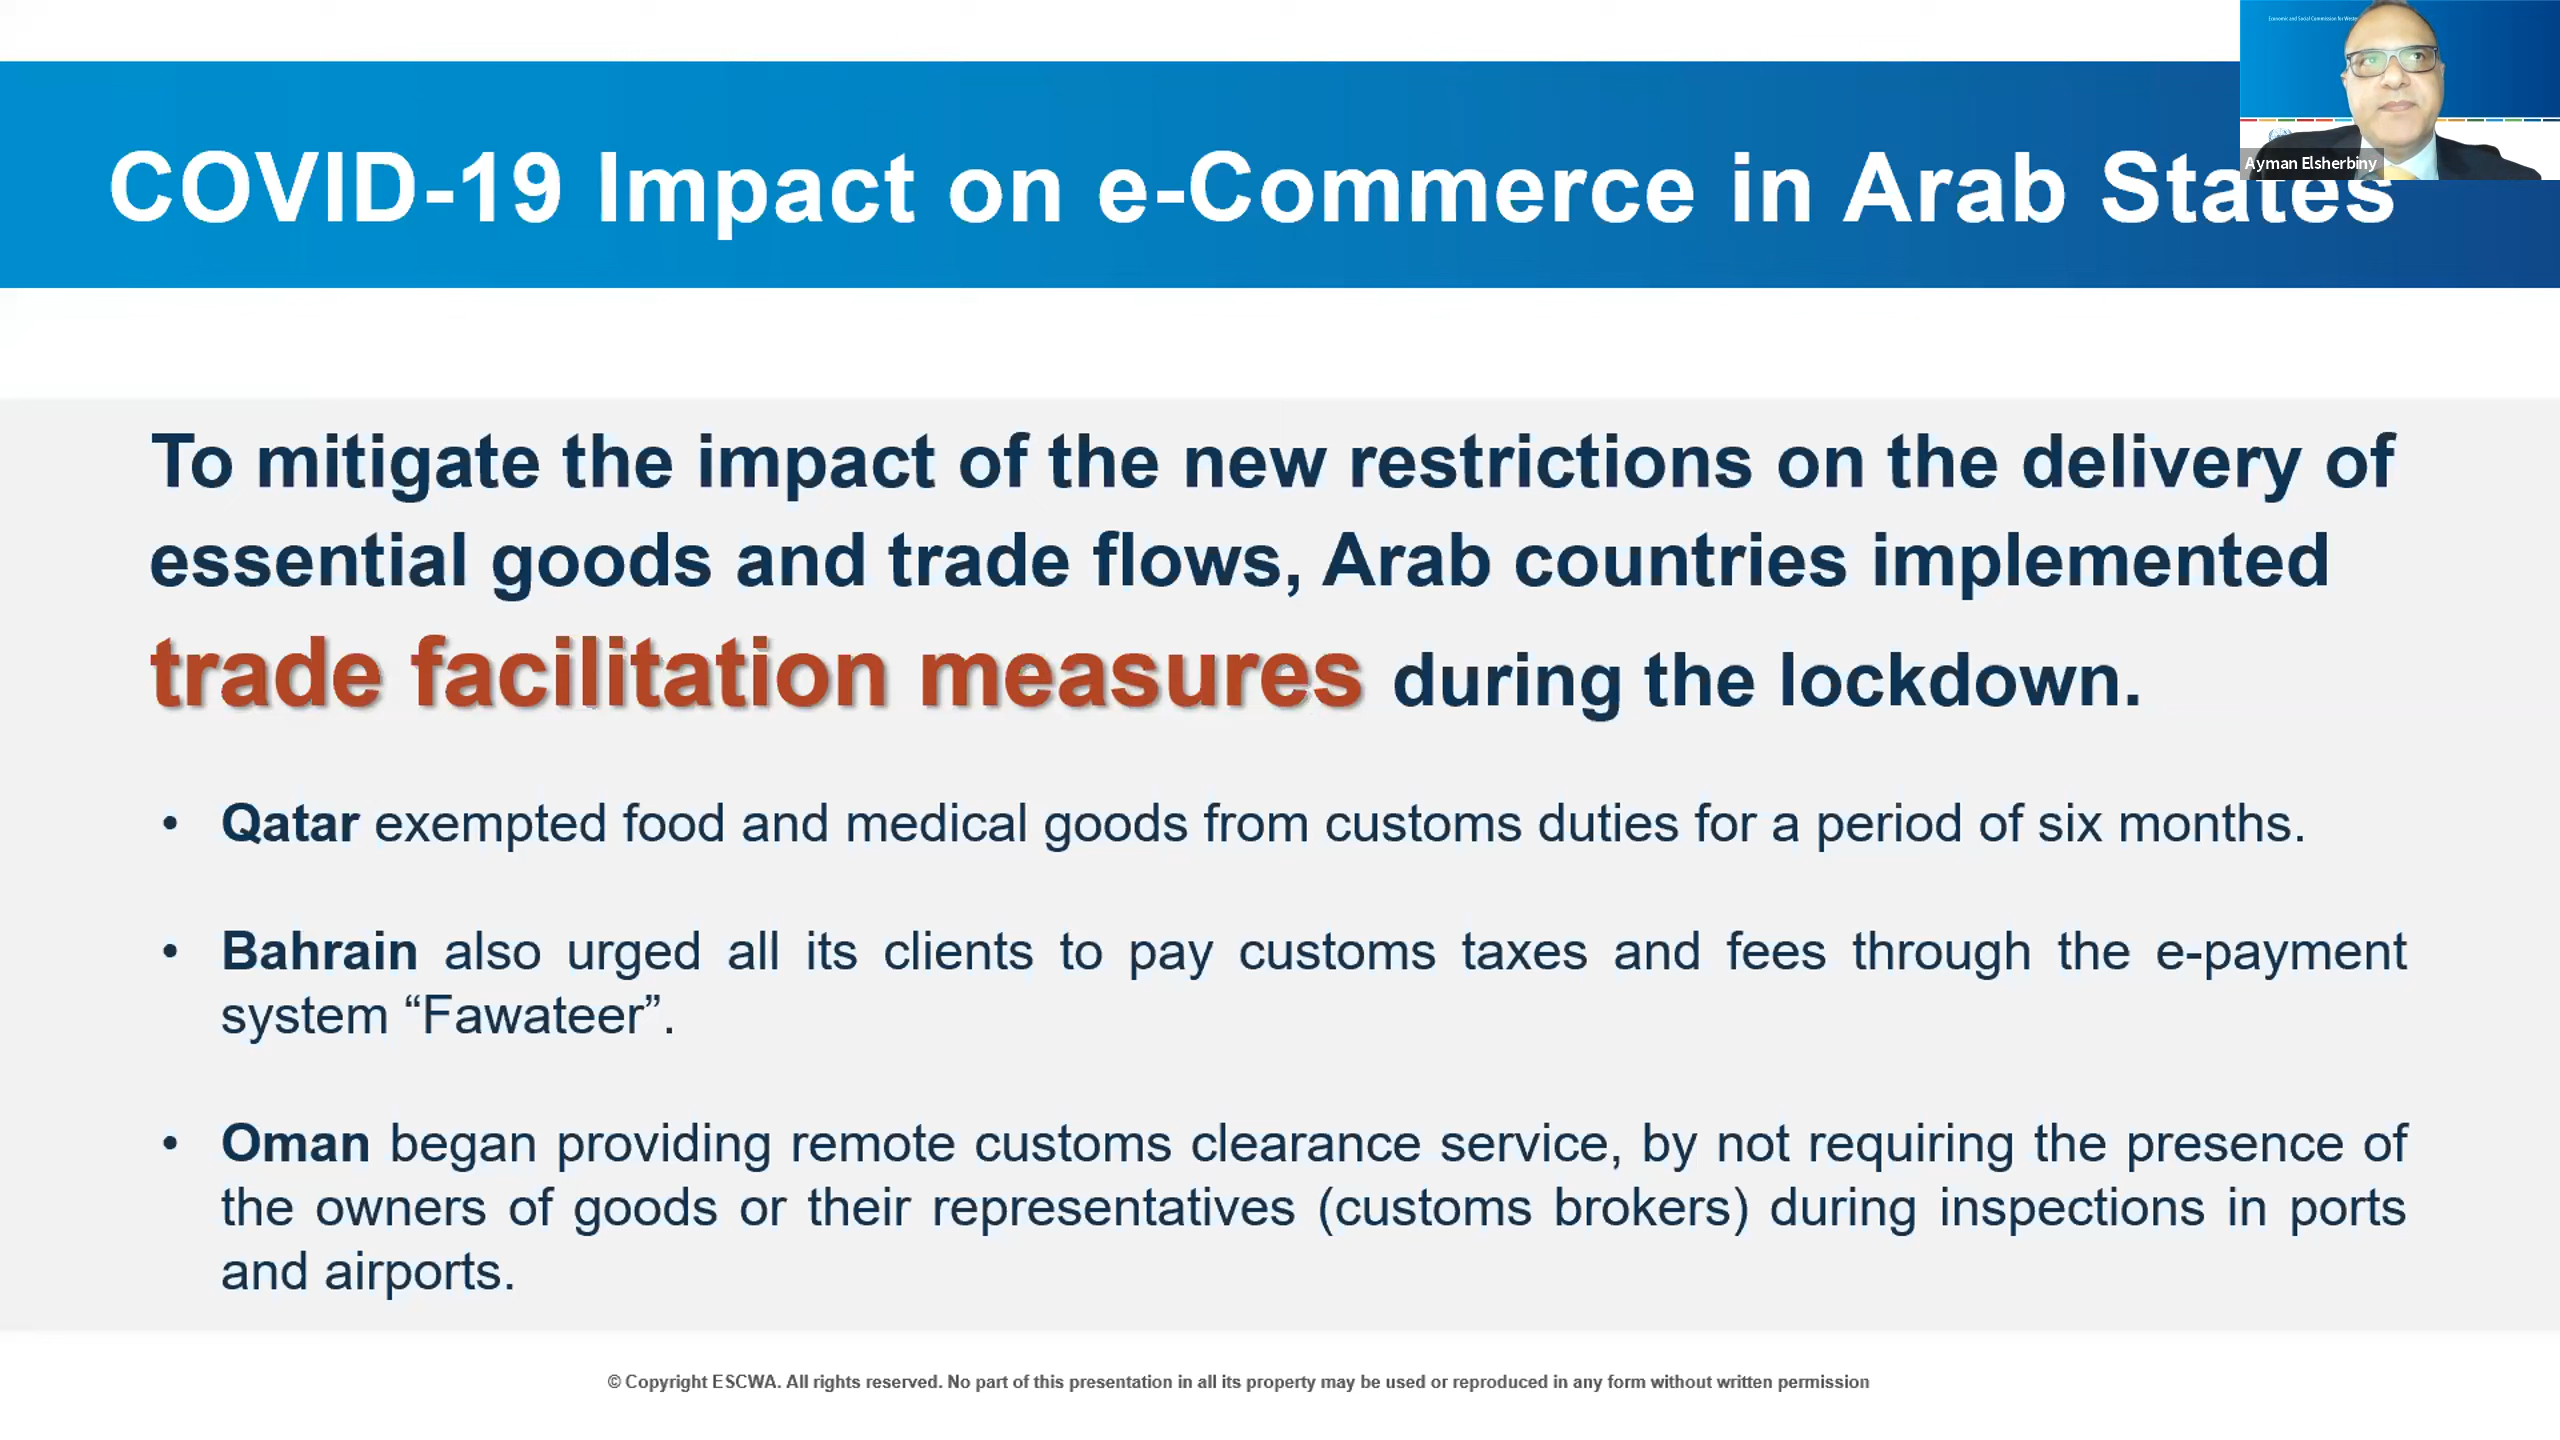 Economic and Social Commission for Wester
Ayman Elsherbiny
COVID-19 Impact on e-Commerce in Arab States
To mitigate the impact of the new restrictions on the delivery of
essential goods and trade flows, Arab countries implemented
trade facilitation measures during the lockdown.
• Qatar exempted food and medical goods from customs duties for a period of six months.
• Bahrain also urged all its clients to pay customs taxes and fees through the e-payment
system “Fawateer”.
• Oman began providing remote customs clearance service, by not requiring the presence of
the owners of goods or their representatives (customs brokers) during inspections in ports
and airports.
© Copyright ESCWA. All rights reserved. No part of this presentation in all its property may be used or reproduced in any form without written permission